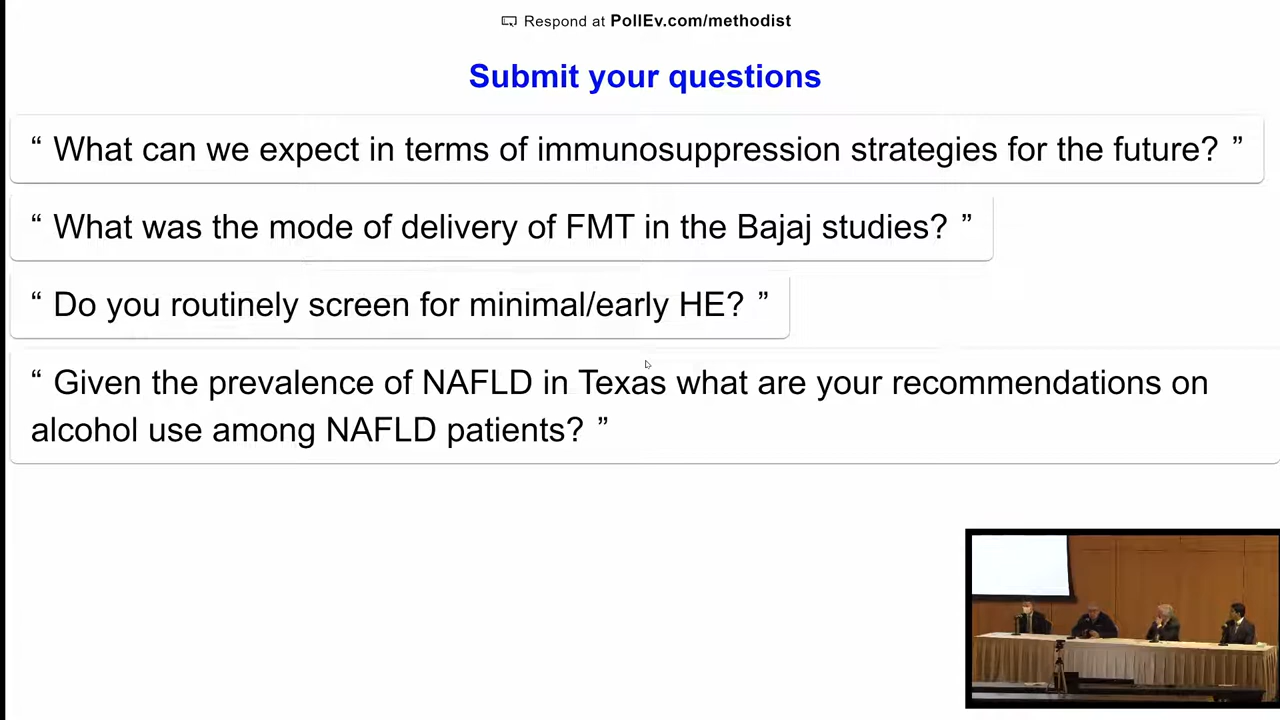 Respond at PollEv.com/methodist
Submit your questions
“ What can we expect in terms of immunosuppression strategies for the future? ”
“ What was the mode of delivery of FMT in the Bajaj studies? ”
“ Do you routinely screen for minimal/early HE? ”
“ Given the prevalence of NAFLD in Texas what are your recommendations on
alcohol use among NAFLD patients? ”